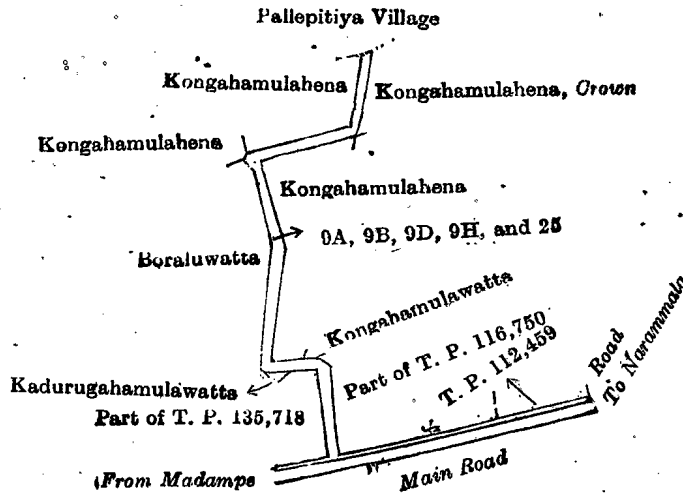 Pallepitiya Village
Kongahamulahena
Kongahamulahena, Crown
Kongahamulahena
Kongahamulahena
9A, 9B, 9D, 9H, and 25
Boraluwatta
Kongahamulawatta
Part of T. P. 116,750
T. P. 112,459
Road
To Narammala
Kadurugahamulawatta
Part of T. P. 135,718
From Madampe
Main Road